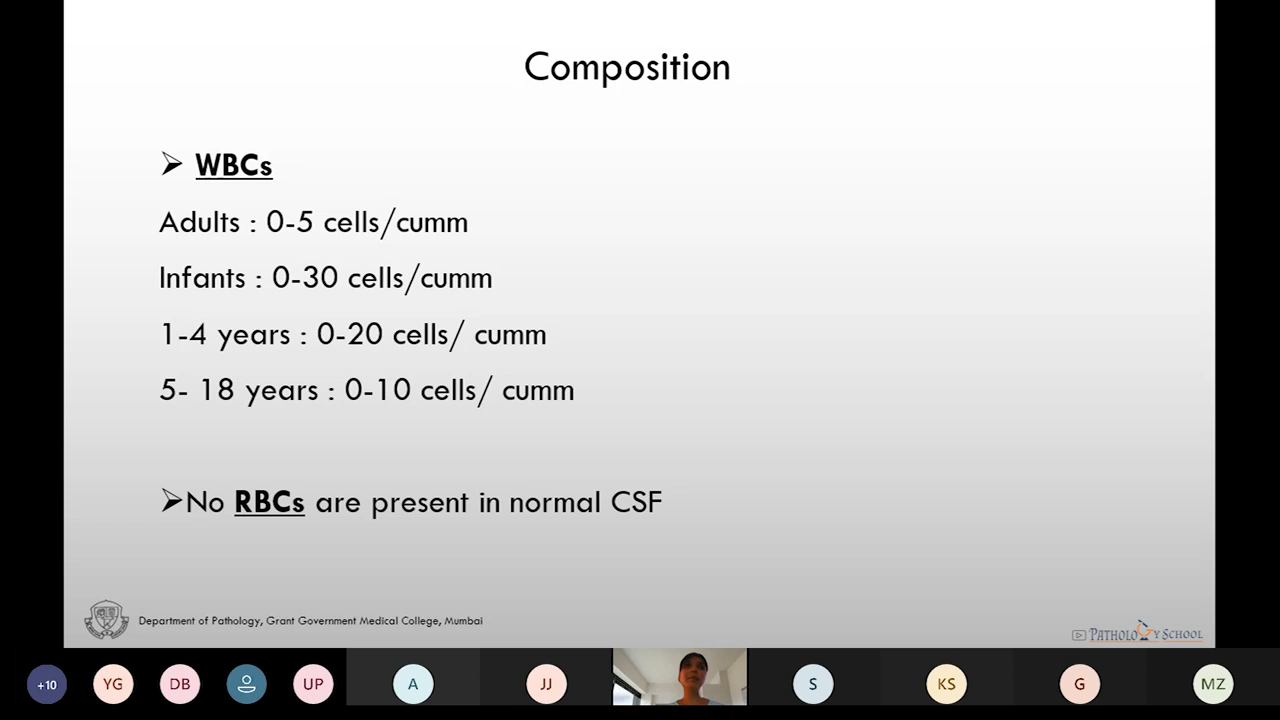 Composition
➢ WBCs
Adults : 0-5 cells/cumm
Infants : 0-30 cells/cumm
1-4 years : 0-20 cells/ cumm
5- 18 years : 0-10 cells/ cumm
➢No RBCs are present in normal CSF
Department of Pathology, Grant Government Medical College, Mumbai
PATHOLOGY SCHOOL
+10 YG DB UP A JJ S KS G MZ